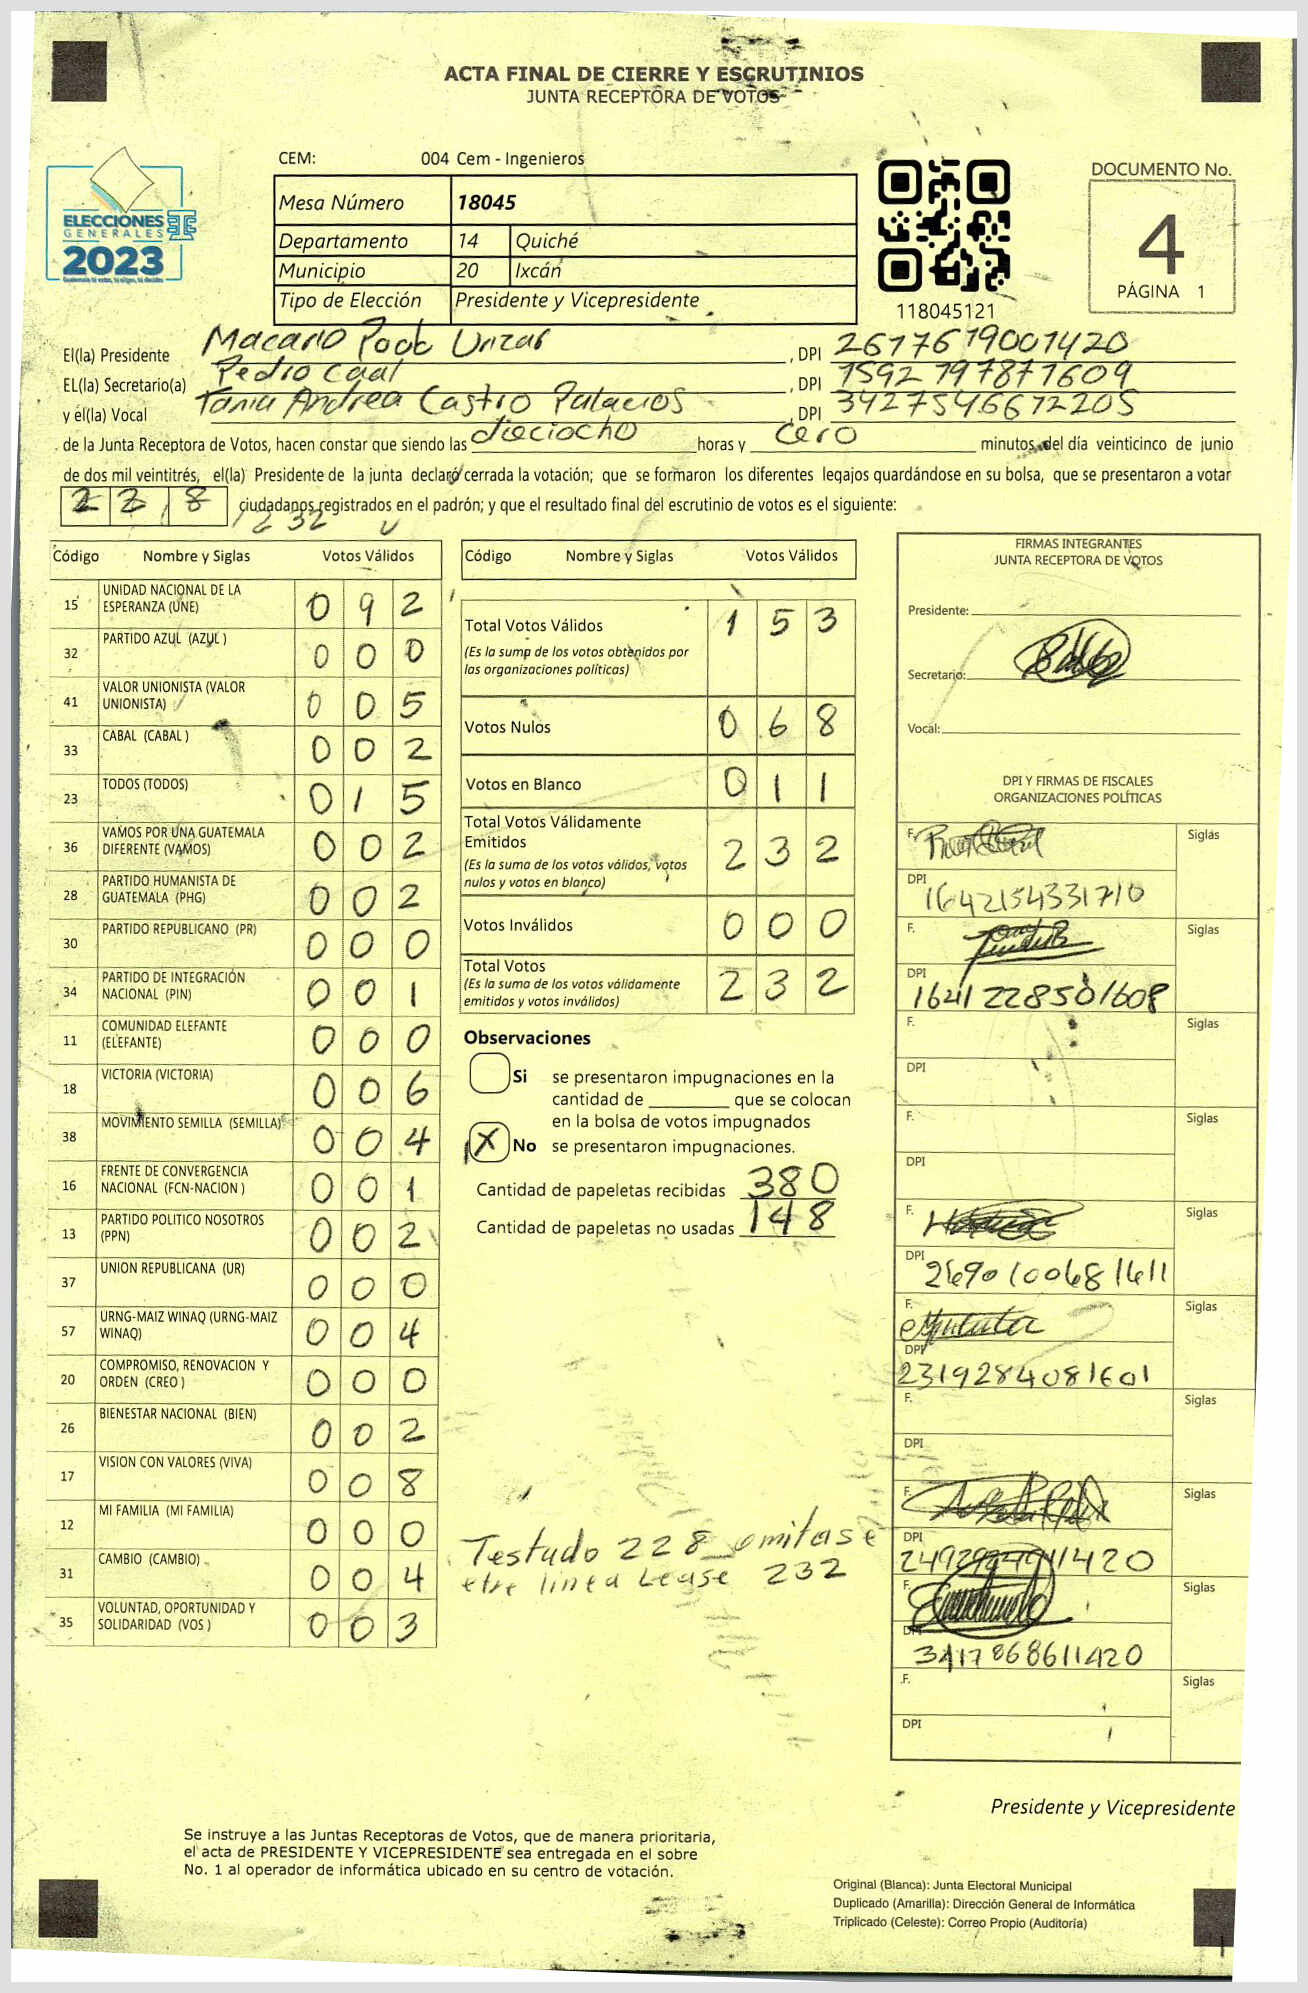 ACTA FINAL DE CIERRE Y ESCRUTINIOS
JUNTA RECEPTORA DE VOTOS
ELECCIONES
GENERALES
2023
CEM: 004 Cem - Ingenieros
Mesa Número 18045
Departamento 14 Quiché
Municipio 20 Ixcán
Tipo de Elección Presidente y Vicepresidente
118045121
DOCUMENTO No.
4
PÁGINA 1
El(la) Presidente Macario Poob Urizar , DPI 2617619001420
EL(la) Secretario(a) Pedro Caal , DPI 1592197871609
y el(la) Vocal Tania Andrea Castro Palacios , DPI 3427546672205
de la Junta Receptora de Votos, hacen constar que siendo las dieciocho horas y cero minutos del día veinticinco de junio
de dos mil veintitrés, el(la) Presidente de la junta declaró cerrada la votación; que se formaron los diferentes legajos guardándose en su bolsa, que se presentaron a votar
2 2 8 ciudadanos registrados en el padrón; y que el resultado final del escrutinio de votos es el siguiente:
232
Código Nombre y Siglas Votos Válidos
15 UNIDAD NACIONAL DE LA ESPERANZA (UNE) 0 9 2
32 PARTIDO AZUL (AZUL ) 0 0 0
41 VALOR UNIONISTA (VALOR UNIONISTA) 0 0 5
33 CABAL (CABAL ) 0 0 2
23 TODOS (TODOS) 0 1 5
36 VAMOS POR UNA GUATEMALA DIFERENTE (VAMOS) 0 0 2
28 PARTIDO HUMANISTA DE GUATEMALA (PHG) 0 0 2
30 PARTIDO REPUBLICANO (PR) 0 0 0
34 PARTIDO DE INTEGRACIÓN NACIONAL (PIN) 0 0 1
11 COMUNIDAD ELEFANTE (ELEFANTE) 0 0 0
18 VICTORIA (VICTORIA) 0 0 6
38 MOVIMIENTO SEMILLA (SEMILLA) 0 0 4
16 FRENTE DE CONVERGENCIA NACIONAL (FCN-NACION ) 0 0 1
13 PARTIDO POLITICO NOSOTROS (PPN) 0 0 2
37 UNION REPUBLICANA (UR) 0 0 0
57 URNG-MAIZ WINAQ (URNG-MAIZ WINAQ) 0 0 4
20 COMPROMISO, RENOVACION Y ORDEN (CREO ) 0 0 0
26 BIENESTAR NACIONAL (BIEN) 0 0 2
17 VISION CON VALORES (VIVA) 0 0 8
12 MI FAMILIA (MI FAMILIA) 0 0 0
31 CAMBIO (CAMBIO) 0 0 4
35 VOLUNTAD, OPORTUNIDAD Y SOLIDARIDAD (VOS ) 0 0 3
Código Nombre y Siglas Votos Válidos
Total Votos Válidos 1 5 3
(Es la suma de los votos obtenidos por
las organizaciones políticas)
Votos Nulos 0 6 8
Votos en Blanco 0 1 1
Total Votos Válidamente
Emitidos 2 3 2
(Es la suma de los votos válidos, votos
nulos y votos en blanco)
Votos Inválidos 0 0 0
Total Votos 2 3 2
(Es la suma de los votos válidamente
emitidos y votos inválidos)
Observaciones
Si se presentaron impugnaciones en la
cantidad de ________ que se colocan
en la bolsa de votos impugnados
X No se presentaron impugnaciones.
Cantidad de papeletas recibidas 380
Cantidad de papeletas no usadas 148
Testado 228 omitase
etre linea Lease 232
FIRMAS INTEGRANTES
JUNTA RECEPTORA DE VOTOS
Presidente:
Secretario:
Vocal:
DPI Y FIRMAS DE FISCALES
ORGANIZACIONES POLÍTICAS
F. Siglas
DPI 1642154331710
F. Siglas
DPI 1641228501608
F. Siglas
DPI
F. Siglas
DPI
F. Siglas
DPI 2690100681611
F. Siglas
DPI 2319284081601
F. Siglas
DPI
F. Siglas
DPI
F. Siglas
DPI 3417868611420
F. Siglas
DPI
Presidente y Vicepresidente
Se instruye a las Juntas Receptoras de Votos, que de manera prioritaria,
el acta de PRESIDENTE Y VICEPRESIDENTE sea entregada en el sobre
No. 1 al operador de informática ubicado en su centro de votación.
Original (Blanca): Junta Electoral Municipal
Duplicado (Amarilla): Dirección General de Informática
Triplicado (Celeste): Correo Propio (Auditoría)